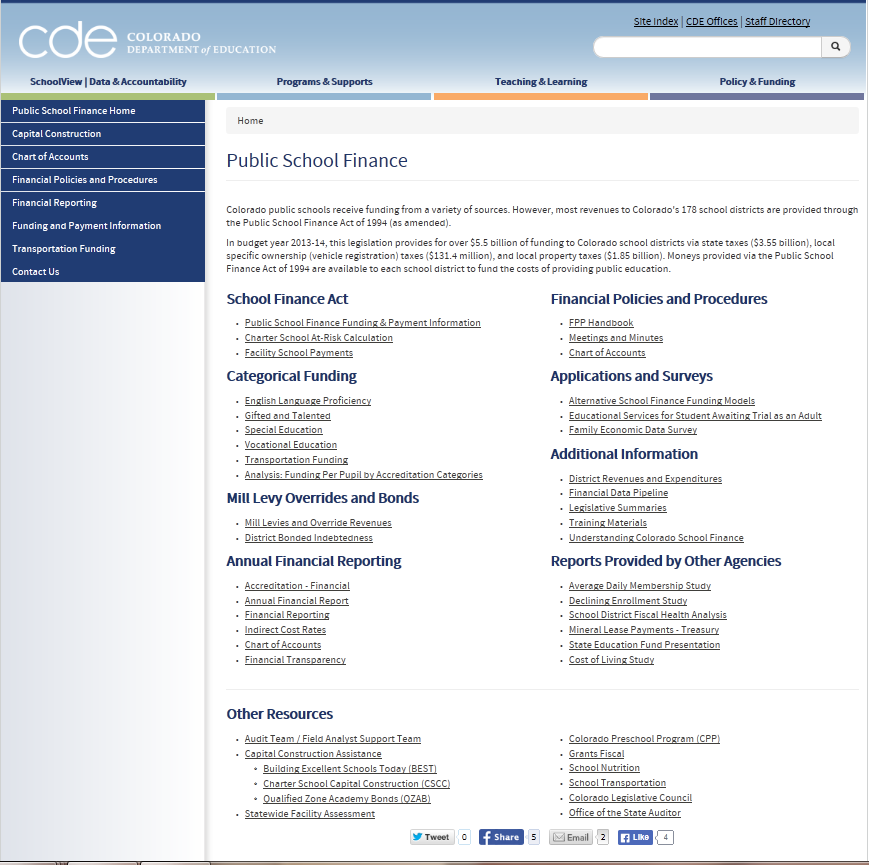 Site Index | CDE Offices | Staff Directory
cde COLORADO
DEPARTMENT of EDUCATION
SchoolView | Data & Accountability
Programs & Supports
Teaching & Learning
Policy & Funding
Public School Finance Home
Capital Construction
Chart of Accounts
Financial Policies and Procedures
Financial Reporting
Funding and Payment Information
Transportation Funding
Contact Us
Home
Public School Finance
Colorado public schools receive funding from a variety of sources. However, most revenues to Colorado's 178 school districts are provided through
the Public School Finance Act of 1994 (as amended).
In budget year 2013-14, this legislation provides for over $5.5 billion of funding to Colorado school districts via state taxes ($3.55 billion), local
specific ownership (vehicle registration) taxes ($131.4 million), and local property taxes ($1.85 billion). Moneys provided via the Public School
Finance Act of 1994 are available to each school district to fund the costs of providing public education.
School Finance Act
Public School Finance Funding & Payment Information
Charter School At-Risk Calculation
Facility School Payments
Categorical Funding
English Language Proficiency
Gifted and Talented
Special Education
Vocational Education
Transportation Funding
Analysis: Funding Per Pupil by Accreditation Categories
Mill Levy Overrides and Bonds
Mill Levies and Override Revenues
District Bonded Indebtedness
Annual Financial Reporting
Accreditation - Financial
Annual Financial Report
Financial Reporting
Indirect Cost Rates
Chart of Accounts
Financial Transparency
Financial Policies and Procedures
FPP Handbook
Meetings and Minutes
Chart of Accounts
Applications and Surveys
Alternative School Finance Funding Models
Educational Services for Student Awaiting Trial as an Adult
Family Economic Data Survey
Additional Information
District Revenues and Expenditures
Financial Data Pipeline
Legislative Summaries
Training Materials
Understanding Colorado School Finance
Reports Provided by Other Agencies
Average Daily Membership Study
Declining Enrollment Study
School District Fiscal Health Analysis
Mineral Lease Payments - Treasury
State Education Fund Presentation
Cost of Living Study
Other Resources
Audit Team / Field Analyst Support Team
Capital Construction Assistance
Building Excellent Schools Today (BEST)
Charter School Capital Construction (CSCC)
Qualified Zone Academy Bonds (QZAB)
Statewide Facility Assessment
Colorado Preschool Program (CPP)
Grants Fiscal
School Nutrition
School Transportation
Colorado Legislative Council
Office of the State Auditor
Tweet 0 Share 5 Email 2 Like 4